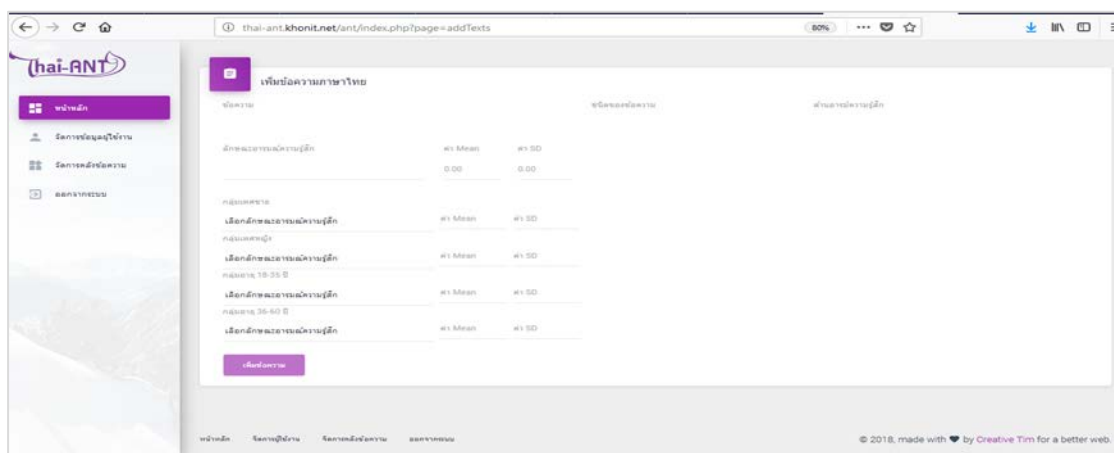 thai-ant.khonit.net/ant/index.php?page=addTexts
80%
Thai-ANT
เพิ่มข้อความภาษาไทย
หน้าหลัก
จัดการข้อมูลผู้ใช้งาน
จัดการคลังข้อความ
ออกจากระบบ
ข้อความ ชนิดของข้อความ ด้านอารมณ์ความรู้สึก
ลักษณะอารมณ์ความรู้สึก ค่า Mean ค่า SD
0.00 0.00
กลุ่มเพศชาย
เลือกลักษณะอารมณ์ความรู้สึก ค่า Mean ค่า SD
กลุ่มเพศหญิง
เลือกลักษณะอารมณ์ความรู้สึก ค่า Mean ค่า SD
กลุ่มอายุ 18-35 ปี
เลือกลักษณะอารมณ์ความรู้สึก ค่า Mean ค่า SD
กลุ่มอายุ 36-60 ปี
เลือกลักษณะอารมณ์ความรู้สึก ค่า Mean ค่า SD
เพิ่มข้อความ
หน้าหลัก จัดการผู้ใช้งาน จัดการคลังข้อความ ออกจากระบบ
© 2018, made with ♥ by Creative Tim for a better web.